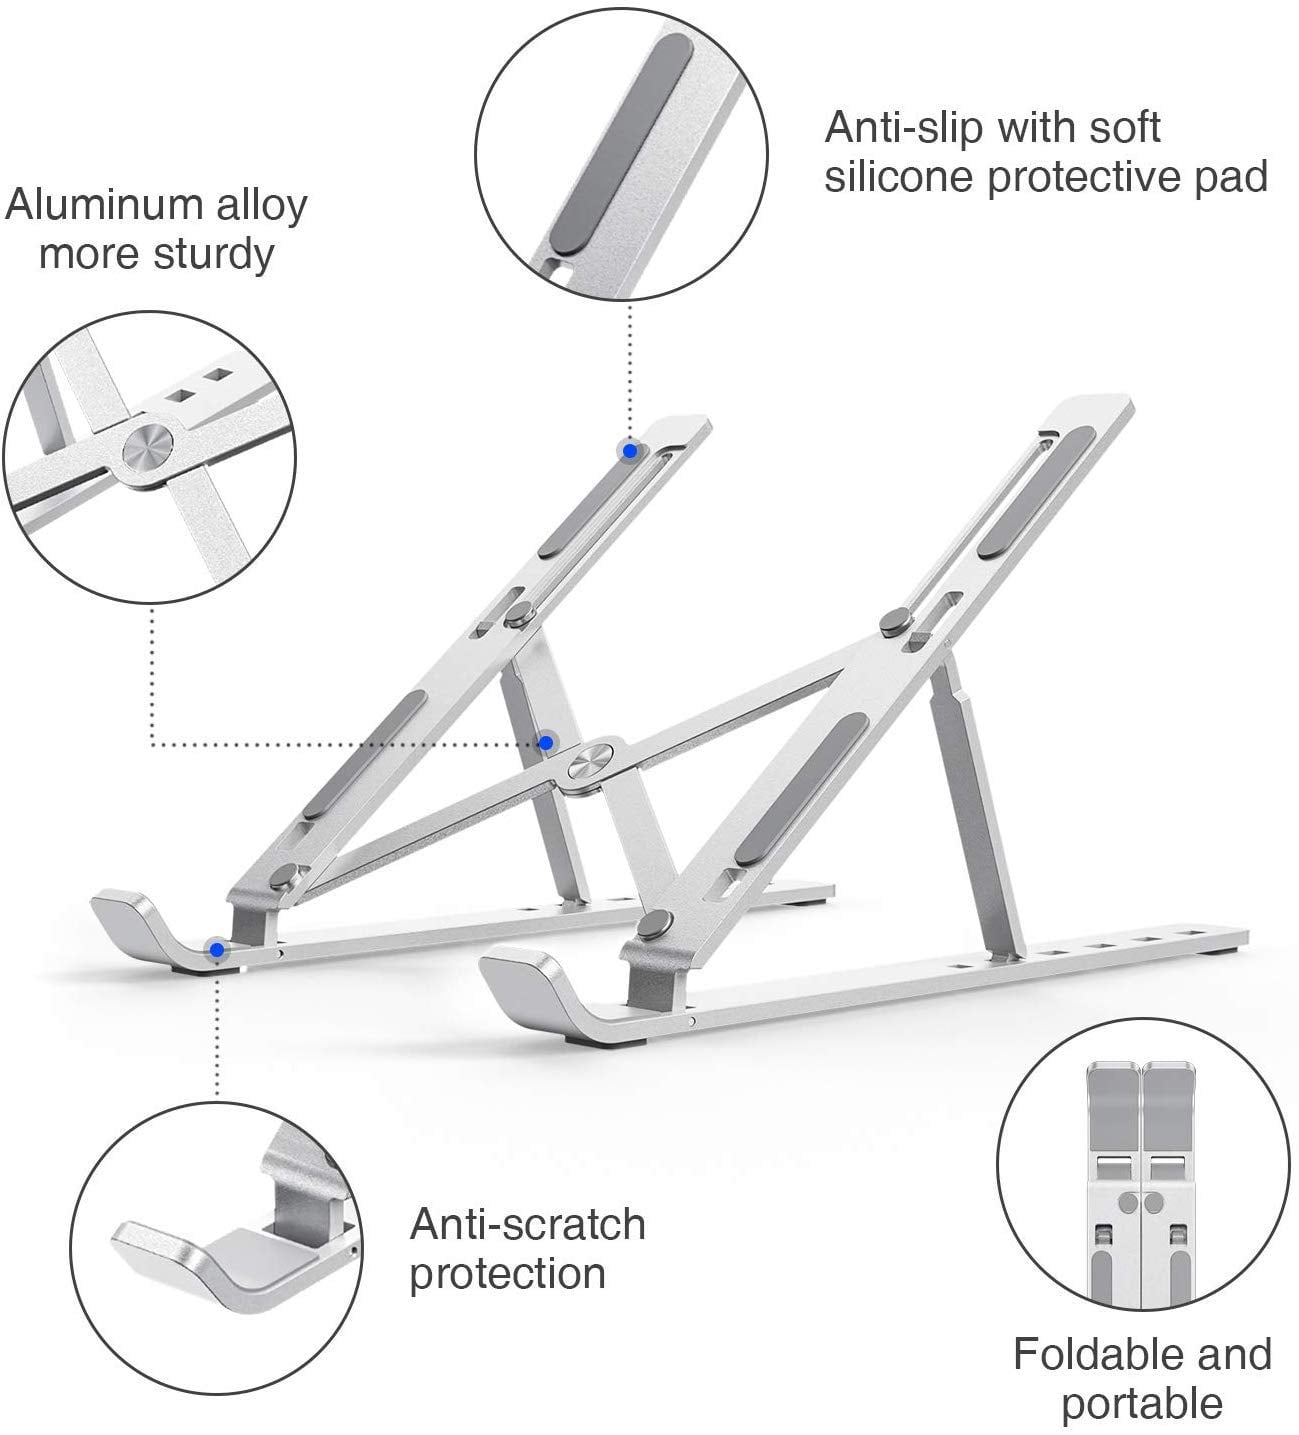 Anti-slip with soft
silicone protective pad
Aluminum alloy
more sturdy
Anti-scratch
protection
Foldable and
portable